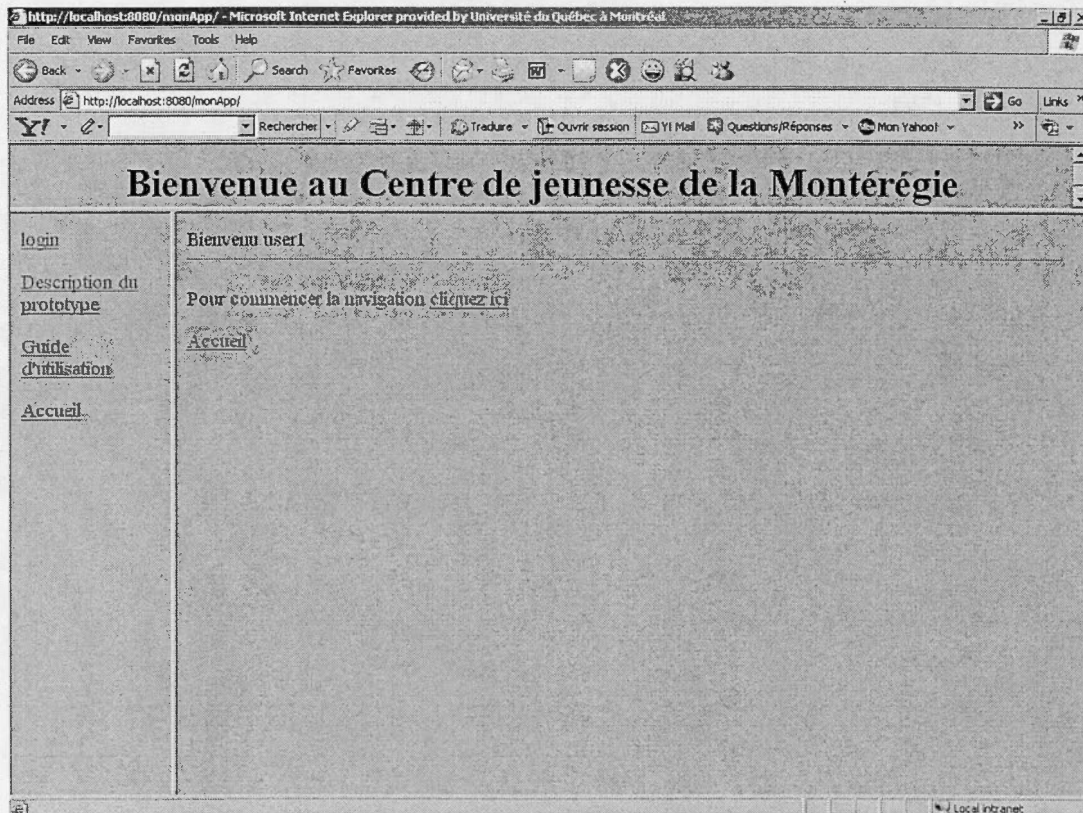 http://localhost:8080/monApp/ - Microsoft Internet Explorer provided by Université du Québec à Montréal
File Edit View Favorites Tools Help
Back Search Favorites
Address http://localhost:8080/monApp/ Go Links »
Y! Rechercher Traduire Ouvrir session Y! Mail Questions/Réponses Mon Yahoo! »
Bienvenue au Centre de jeunesse de la Montérégie
login
Description du
prototype
Guide
d'utilisation
Accueil
Bienvenu user1
Pour commencer la navigation cliquez ici
Accueil
Local intranet